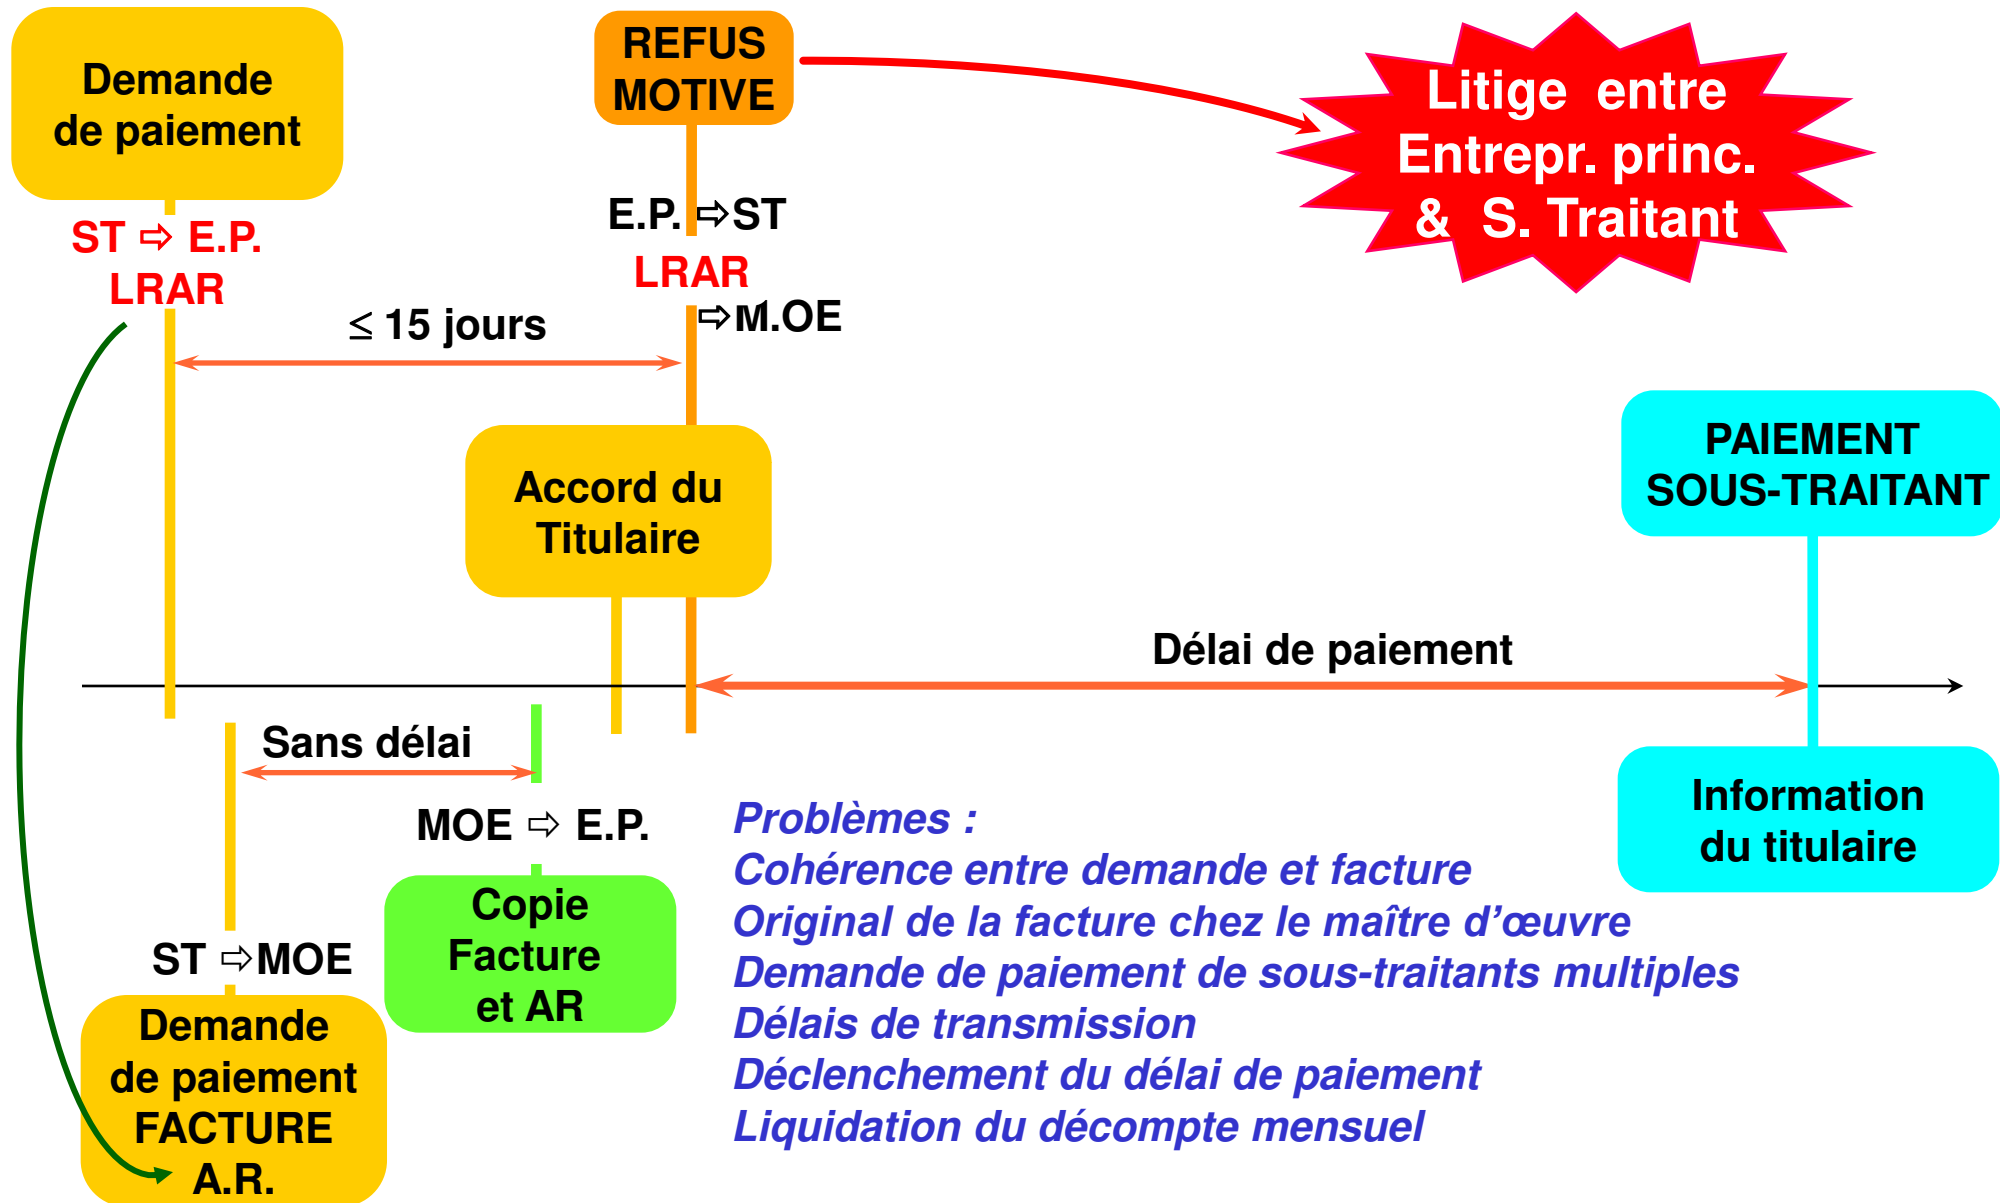 Demande
de paiement
ST ⇨ E.P.
LRAR
REFUS
MOTIVE
E.P. ⇨ST
LRAR
⇨M.OE
Litige entre
Entrepr. princ.
& S. Traitant
≤ 15 jours
Accord du
Titulaire
PAIEMENT
SOUS-TRAITANT
Délai de paiement
Sans délai
MOE ⇨ E.P.
Copie
Facture
et AR
ST ⇨MOE
Demande
de paiement
FACTURE
A.R.
Problèmes :
Cohérence entre demande et facture
Original de la facture chez le maître d’œuvre
Demande de paiement de sous-traitants multiples
Délais de transmission
Déclenchement du délai de paiement
Liquidation du décompte mensuel
Information
du titulaire